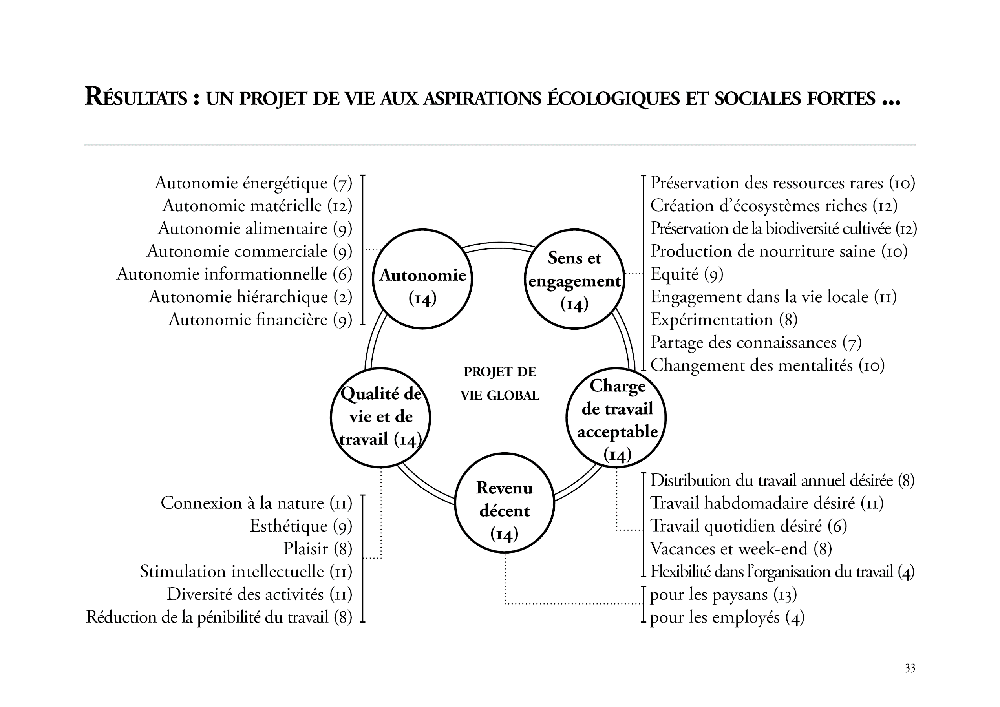 Résultats : un projet de vie aux aspirations écologiques et sociales fortes ...
Autonomie énergétique (7)
Autonomie matérielle (12)
Autonomie alimentaire (9)
Autonomie commerciale (9)
Autonomie informationnelle (6)
Autonomie hiérarchique (2)
Autonomie financière (9)
Autonomie
(14)
Sens et
engagement
(14)
Préservation des ressources rares (10)
Création d’écosystèmes riches (12)
Préservation de la biodiversité cultivée (12)
Production de nourriture saine (10)
Equité (9)
Engagement dans la vie locale (11)
Expérimentation (8)
Partage des connaissances (7)
Changement des mentalités (10)
PROJET DE
VIE GLOBAL
Qualité de
vie et de
travail (14)
Charge
de travail
acceptable
(14)
Revenu
décent
(14)
Connexion à la nature (11)
Esthétique (9)
Plaisir (8)
Stimulation intellectuelle (11)
Diversité des activités (11)
Réduction de la pénibilité du travail (8)
Distribution du travail annuel désirée (8)
Travail habdomadaire désiré (11)
Travail quotidien désiré (6)
Vacances et week-end (8)
Flexibilité dans l’organisation du travail (4)
pour les paysans (13)
pour les employés (4)
33